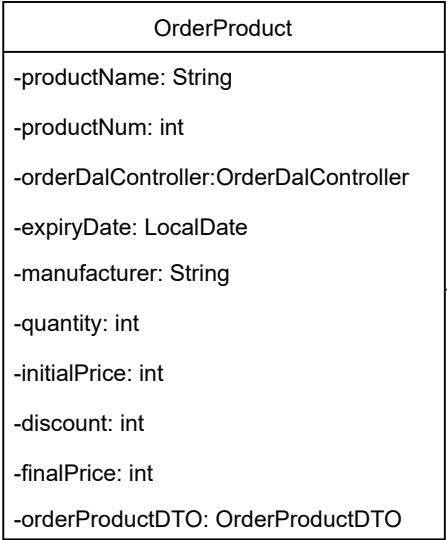 OrderProduct
-productName: String
-productNum: int
-orderDalController:OrderDalController
-expiryDate: LocalDate
-manufacturer: String
-quantity: int
-initialPrice: int
-discount: int
-finalPrice: int
-orderProductDTO: OrderProductDTO